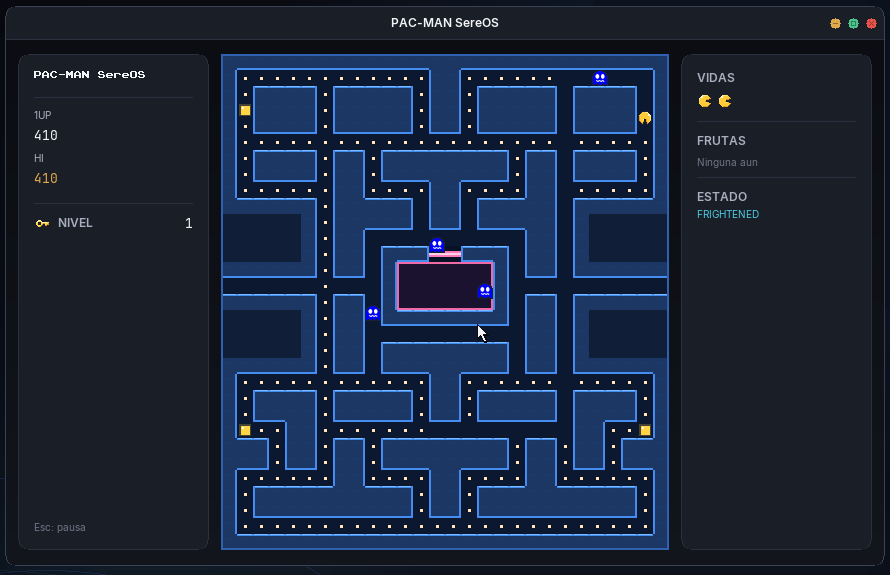 PAC-MAN SereOS
PAC-MAN SereOS
1UP
410
HI
410
NIVEL 1
Esc: pausa
VIDAS
FRUTAS
Ninguna aun
ESTADO
FRIGHTENED